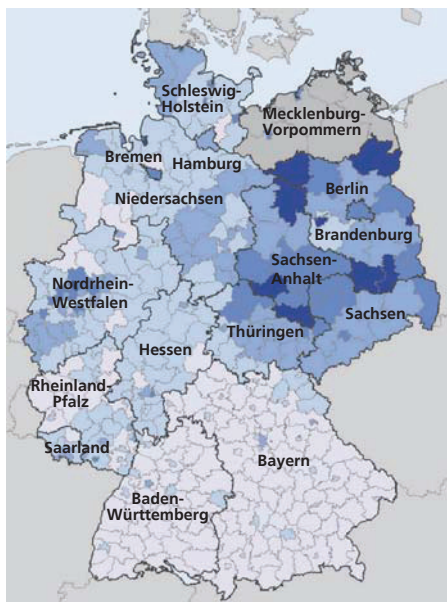 Schleswig-
Holstein
Mecklenburg-
Vorpommern
Bremen
Hamburg
Niedersachsen
Berlin
Brandenburg
Sachsen-
Anhalt
Nordrhein-
Westfalen
Sachsen
Thüringen
Hessen
Rheinland-
Pfalz
Saarland
Bayern
Baden-
Württemberg